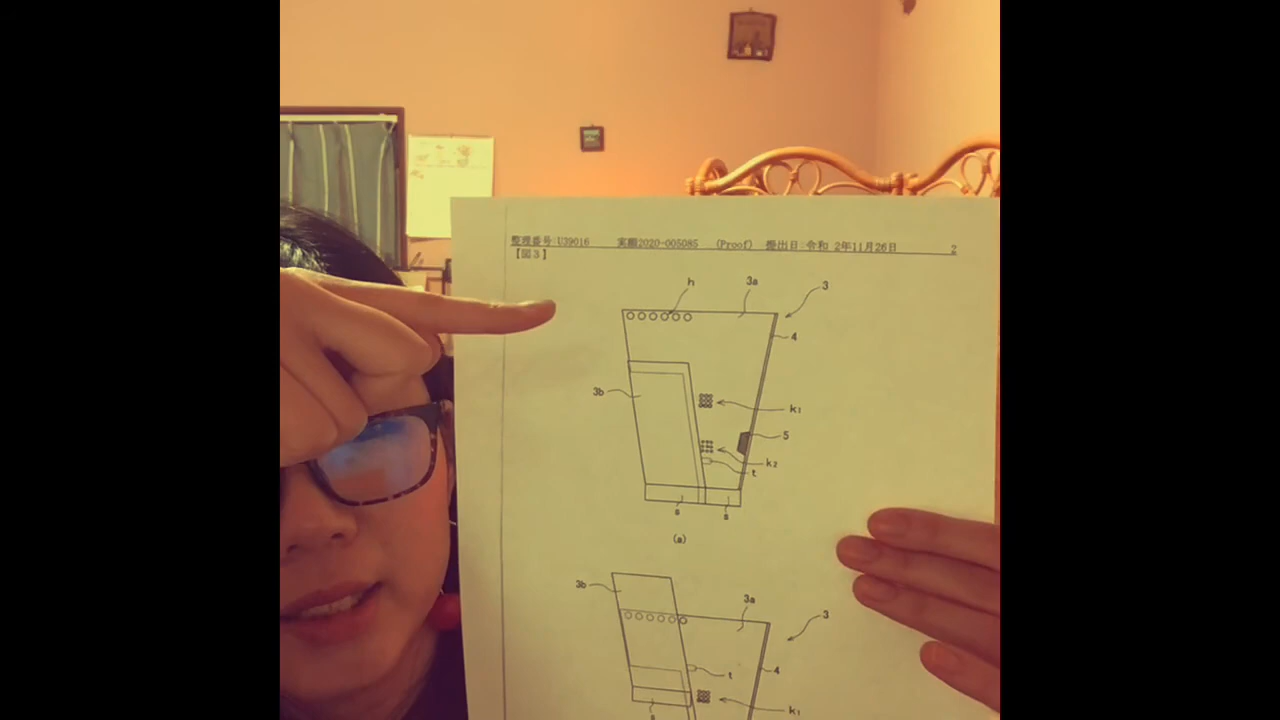 整理番号:U39016 実願2020-005085 (Proof) 提出日:令和 2年11月26日 2
【図3】
h 3a 3
4
3b
k1
5
k2
t
s s
(a)
3b 3a 3
t 4
k1
s